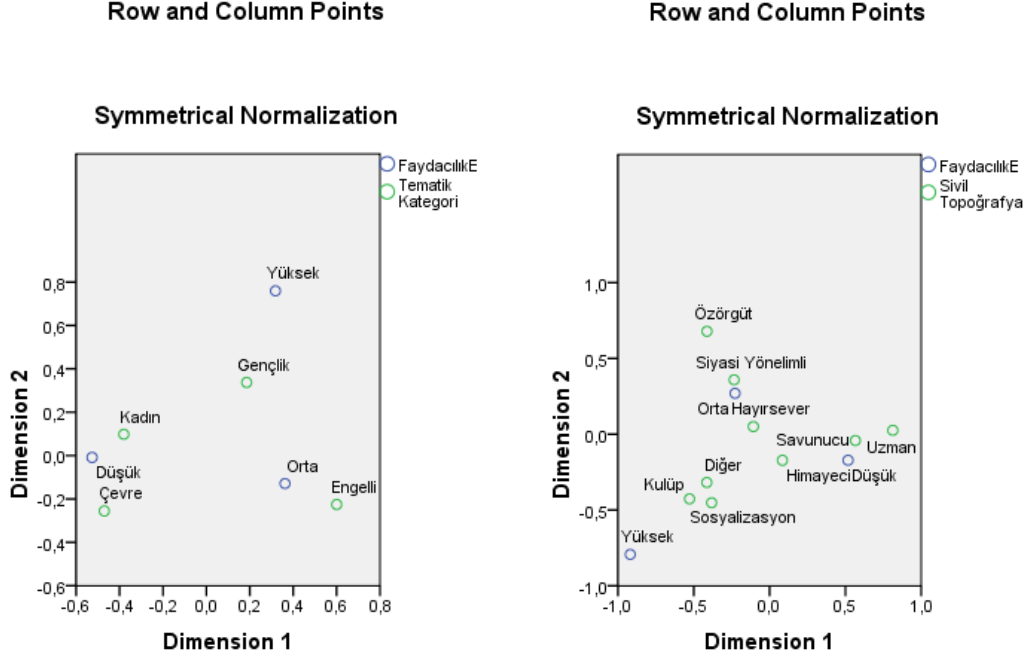 Row and Column Points
Symmetrical Normalization
FaydacılıkE
Tematik
Kategori
Yüksek
Gençlik
Kadın
Düşük
Çevre
Orta
Engelli
0,8
0,6
0,4
0,2
0,0
-0,2
-0,4
-0,6
-0,6
-0,4
-0,2
0,0
0,2
0,4
0,6
0,8
Dimension 2
Dimension 1
Row and Column Points
Symmetrical Normalization
FaydacılıkE
Sivil
Topoğrafya
Özörgüt
Siyasi Yönelimli
Orta
Hayırsever
Savunucu
Uzman
Himayeci
Düşük
Diğer
Kulüp
Sosyalizasyon
Yüksek
1,0
0,5
0,0
-0,5
-1,0
-1,0
-0,5
0,0
0,5
1,0
Dimension 2
Dimension 1